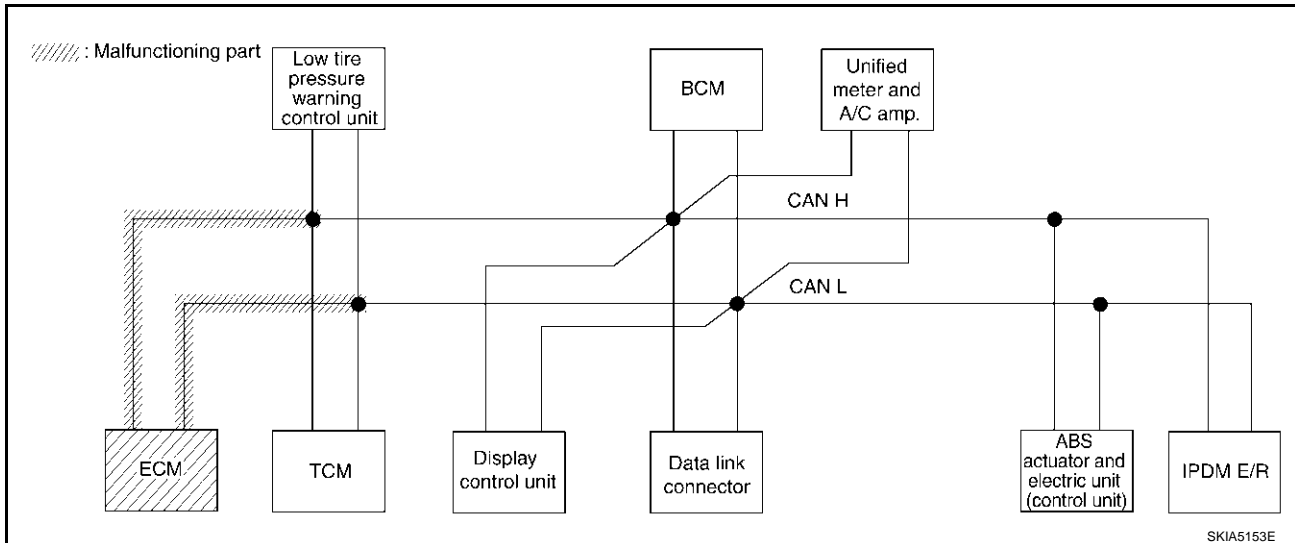 : Malfunctioning part
Low tire
pressure
warning
control unit
BCM
Unified
meter and
A/C amp.
CAN H
CAN L
ECM
TCM
Display
control unit
Data link
connector
ABS
actuator and
electric unit
(control unit)
IPDM E/R
SKIA5153E